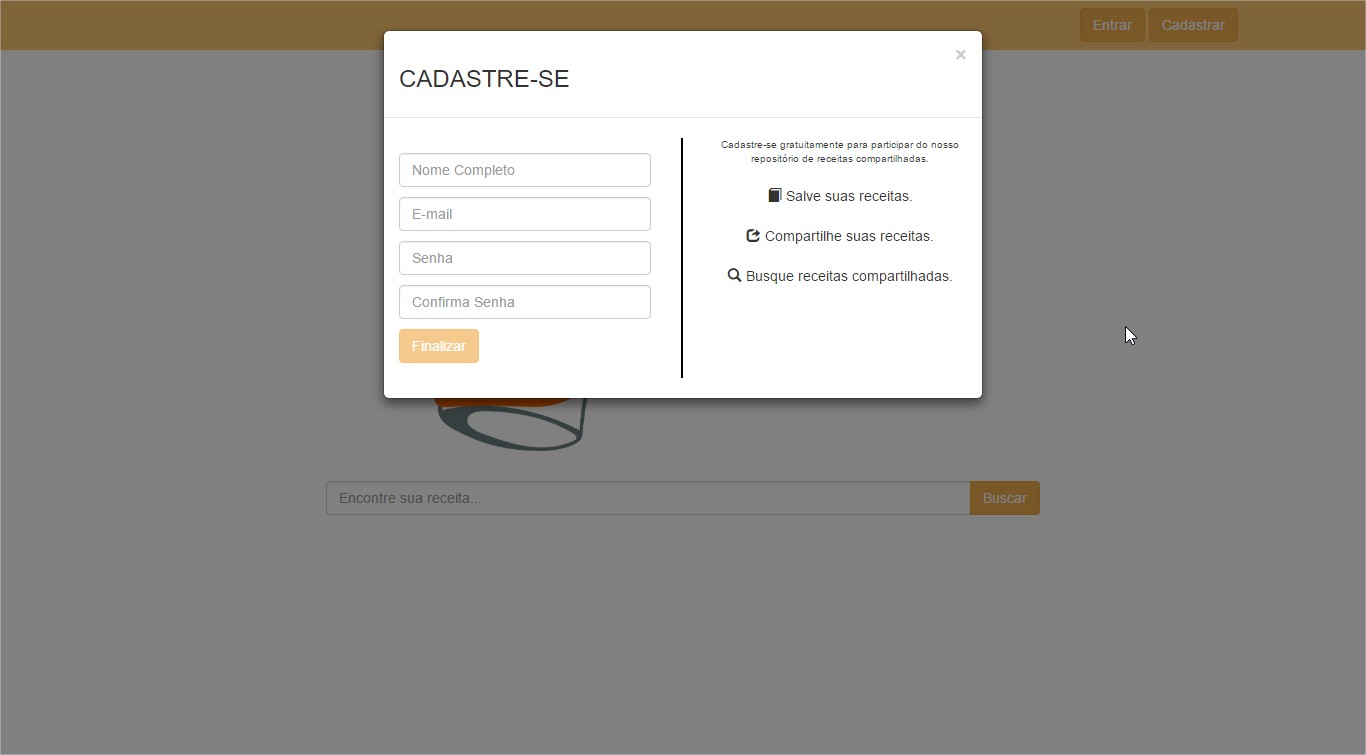 Entrar
Cadastrar
×
CADASTRE-SE
Nome Completo
E-mail
Senha
Confirma Senha
Finalizar
Cadastre-se gratuitamente para participar do nosso
repositório de receitas compartilhadas.
Salve suas receitas.
Compartilhe suas receitas.
Busque receitas compartilhadas.
Encontre sua receita...
Buscar